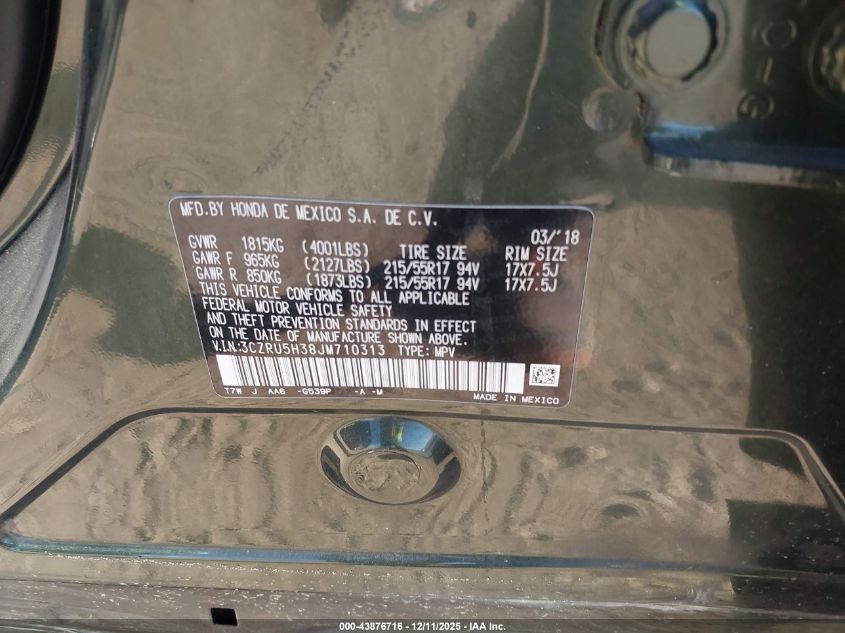 MFD.BY HONDA DE MEXICO S.A. DE C.V.
03/'18
GVWR 1815KG (4001LBS) TIRE SIZE RIM SIZE
GAWR F 965KG (2127LBS) 215/55R17 94V 17X7.5J
GAWR R 850KG (1873LBS) 215/55R17 94V 17X7.5J
THIS VEHICLE CONFORMS TO ALL APPLICABLE
FEDERAL MOTOR VEHICLE SAFETY
AND THEFT PREVENTION STANDARDS IN EFFECT
ON THE DATE OF MANUFACTURE SHOWN ABOVE.
V.I.N:3CZRU5H38JM710313 TYPE: MPV
T7W J AA6 -G539P -A -M MADE IN MEXICO
000-43876716 - 12/11/2025 - IAA Inc.